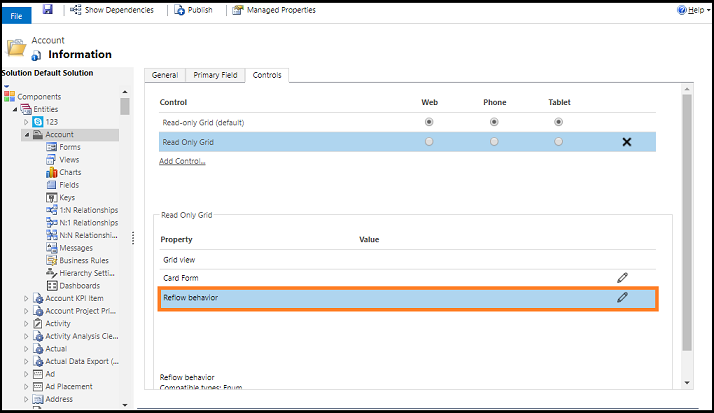 File
Show Dependencies
Publish
Managed Properties
Help
Account
Information
Solution Default Solution
Components
Entities
123
Account
Forms
Views
Charts
Fields
Keys
1:N Relationships
N:1 Relationships
N:N Relationshi...
Messages
Business Rules
Hierarchy Setti...
Dashboards
Account KPI Item
Account Project Pri...
Activity
Activity Analysis Cle...
Actual
Actual Data Export (...
Ad
Ad Placement
Address
General
Primary Field
Controls
Control Web Phone Tablet
Read-only Grid (default)
Read Only Grid
Add Control...
Read Only Grid
Property Value
Grid view
Card Form
Reflow behavior
Reflow behavior
Compatible types: Enum